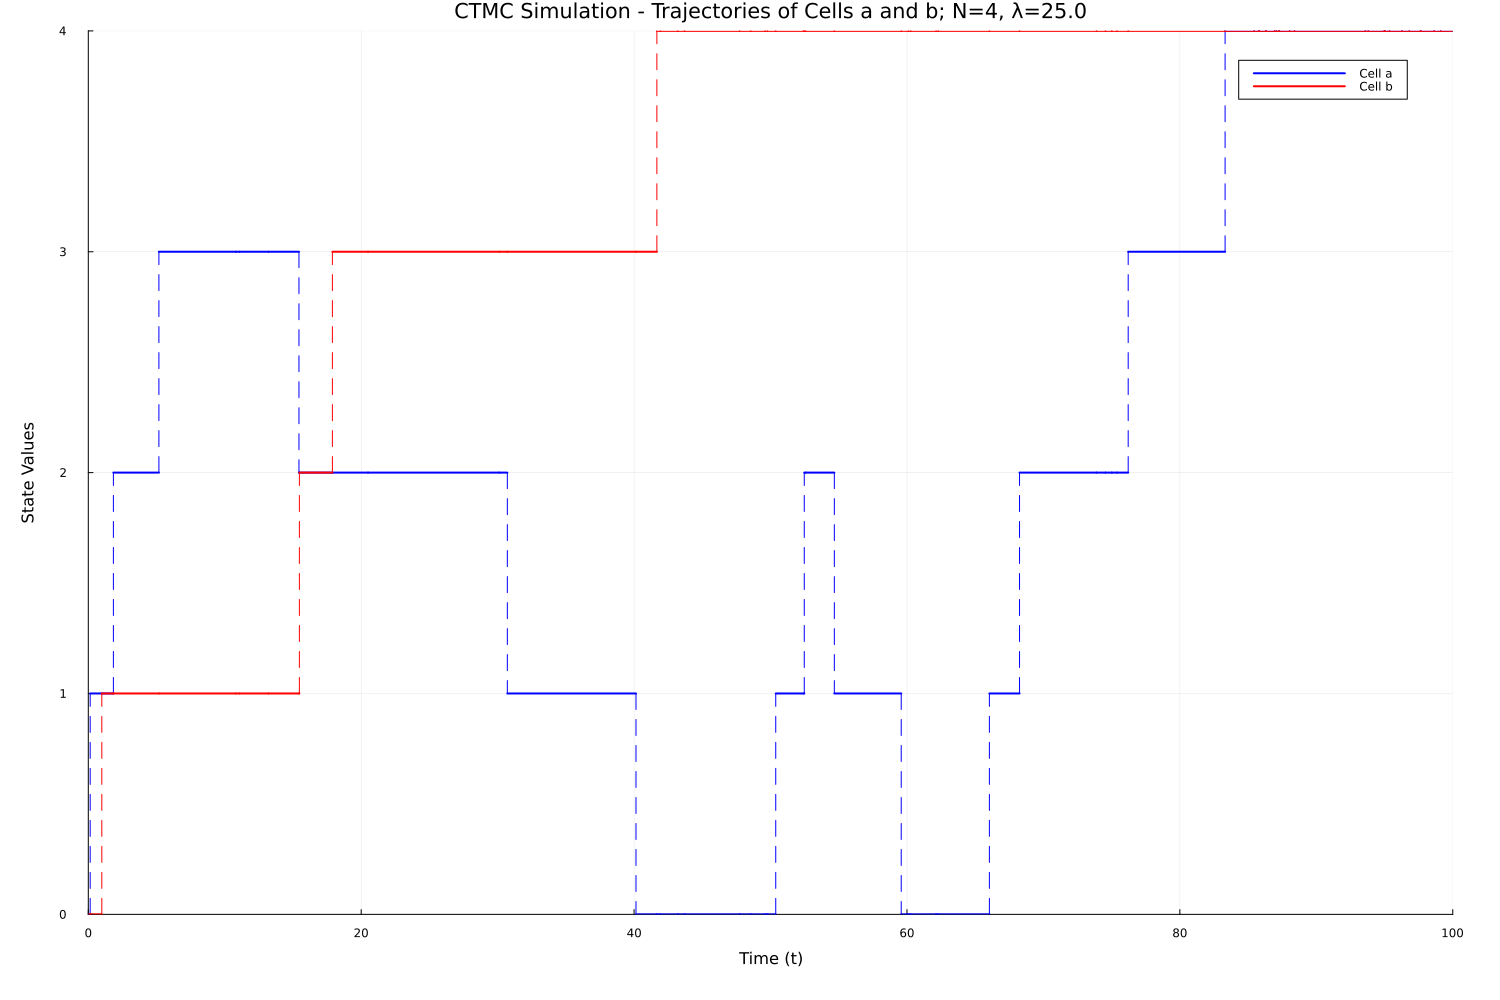 CTMC Simulation - Trajectories of Cells a and b; N=4, λ=25.0
4
Cell a
Cell b
3
State Values
2
1
0
0 20 40 60 80 100
Time (t)